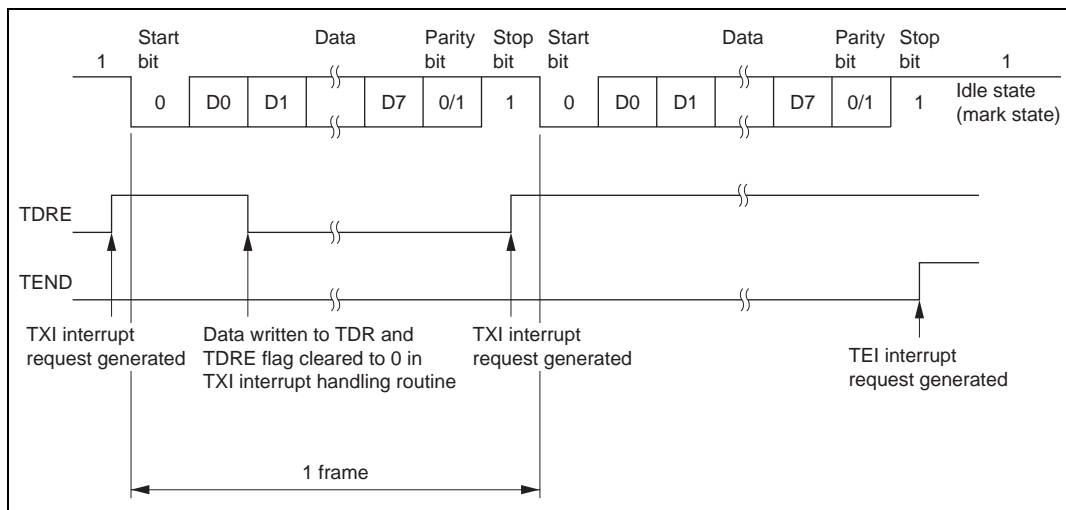 Start bit
Data
Parity bit
Stop bit
Start bit
Data
Parity bit
Stop bit
1
1
0
D0
D1
D7
0/1
1
0
D0
D1
D7
0/1
1
Idle state
(mark state)
TDRE
TEND
TXI interrupt
request generated
Data written to TDR and
TDRE flag cleared to 0 in
TXI interrupt handling routine
TXI interrupt
request generated
TEI interrupt
request generated
1 frame